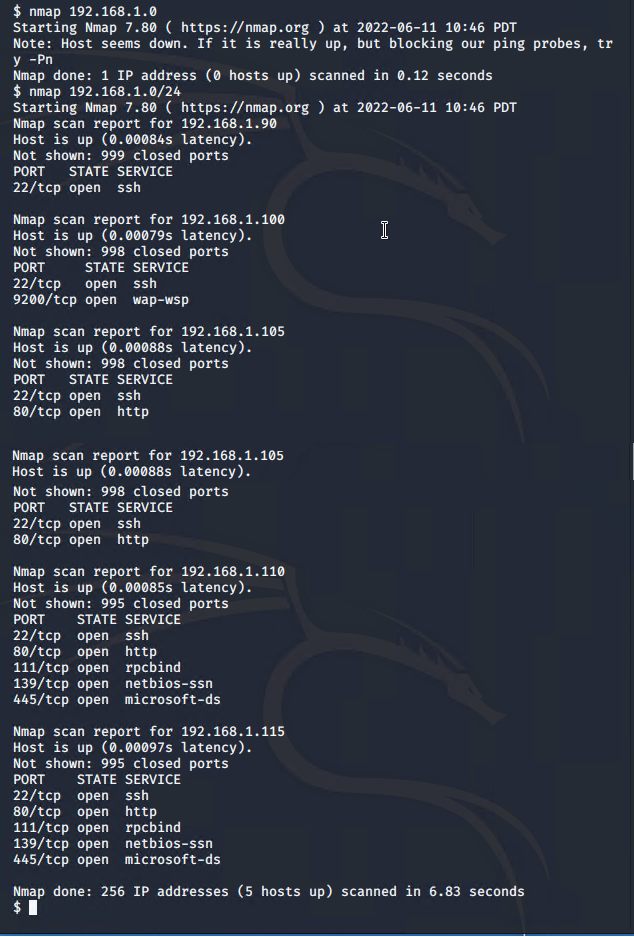 $ nmap 192.168.1.0
Starting Nmap 7.80 ( https://nmap.org ) at 2022-06-11 10:46 PDT
Note: Host seems down. If it is really up, but blocking our ping probes, tr
y -Pn
Nmap done: 1 IP address (0 hosts up) scanned in 0.12 seconds
$ nmap 192.168.1.0/24
Starting Nmap 7.80 ( https://nmap.org ) at 2022-06-11 10:46 PDT
Nmap scan report for 192.168.1.90
Host is up (0.00084s latency).
Not shown: 999 closed ports
PORT   STATE SERVICE
22/tcp open  ssh

Nmap scan report for 192.168.1.100
Host is up (0.00079s latency).
Not shown: 998 closed ports
PORT     STATE SERVICE
22/tcp   open  ssh
9200/tcp open  wap-wsp

Nmap scan report for 192.168.1.105
Host is up (0.00088s latency).
Not shown: 998 closed ports
PORT   STATE SERVICE
22/tcp open  ssh
80/tcp open  http

Nmap scan report for 192.168.1.105
Host is up (0.00088s latency).
Not shown: 998 closed ports
PORT   STATE SERVICE
22/tcp open  ssh
80/tcp open  http

Nmap scan report for 192.168.1.110
Host is up (0.00085s latency).
Not shown: 995 closed ports
PORT    STATE SERVICE
22/tcp  open  ssh
80/tcp  open  http
111/tcp open  rpcbind
139/tcp open  netbios-ssn
445/tcp open  microsoft-ds

Nmap scan report for 192.168.1.115
Host is up (0.00097s latency).
Not shown: 995 closed ports
PORT    STATE SERVICE
22/tcp  open  ssh
80/tcp  open  http
111/tcp open  rpcbind
139/tcp open  netbios-ssn
445/tcp open  microsoft-ds

Nmap done: 256 IP addresses (5 hosts up) scanned in 6.83 seconds
$